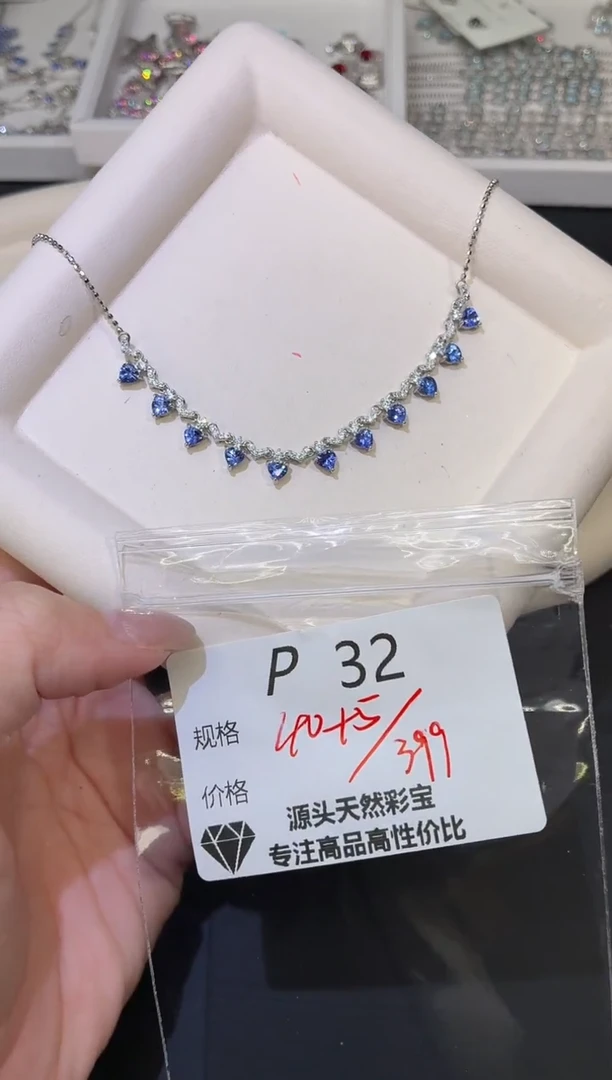 P 32
规格 40+5/399
价格
源头天然彩宝
专注高品高性价比